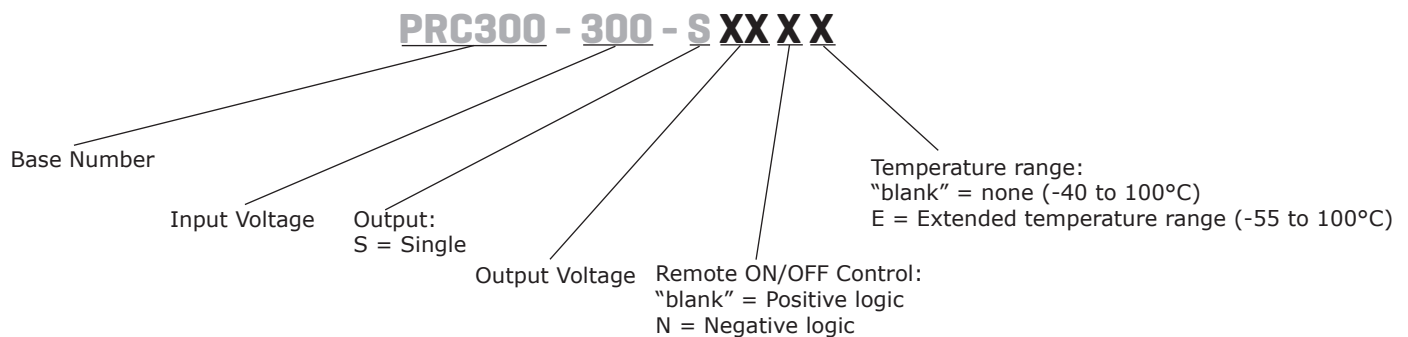 PRC300 - 300 - S XX X X
Base Number
Input Voltage
Output:
S = Single
Output Voltage
Remote ON/OFF Control:
“blank” = Positive logic
N = Negative logic
Temperature range:
“blank” = none (-40 to 100°C)
E = Extended temperature range (-55 to 100°C)